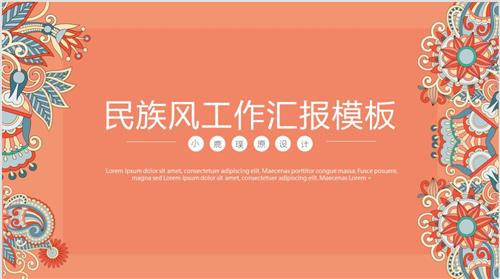 民族风工作汇报模板
小鹿璞原设计
Lorem ipsum dolor sit amet, consectetuer adipiscing elit. Maecenas porttitor congue massa. Fusce posuere,
magna sed Lorem ipsum dolor sit amet, consectetuer adipiscing elit. Maecenas Lorem =